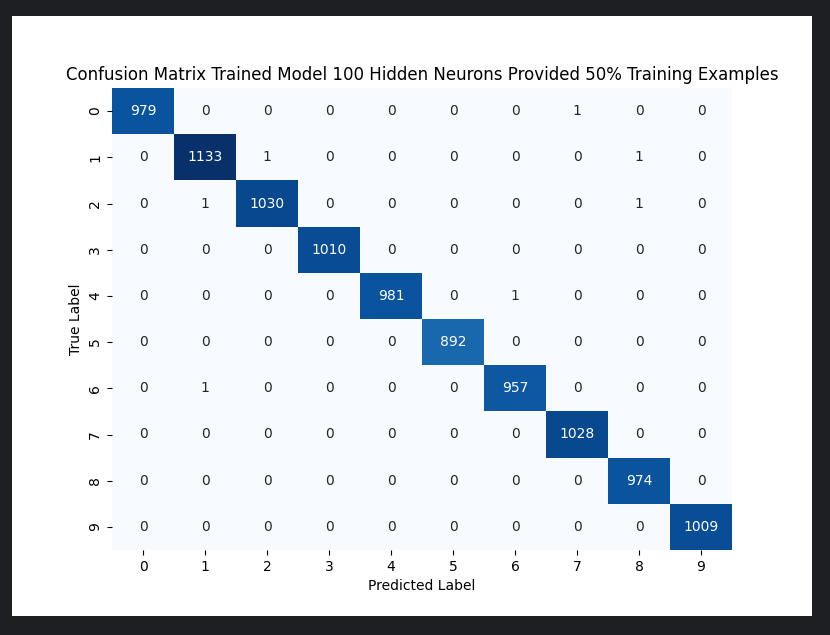 Confusion Matrix Trained Model 100 Hidden Neurons Provided 50% Training Examples
0 979 0 0 0 0 0 0 1 0 0
1 0 1133 1 0 0 0 0 0 1 0
2 0 1 1030 0 0 0 0 0 1 0
3 0 0 0 1010 0 0 0 0 0 0
4 0 0 0 0 981 0 1 0 0 0
5 0 0 0 0 0 892 0 0 0 0
6 0 1 0 0 0 0 957 0 0 0
7 0 0 0 0 0 0 0 1028 0 0
8 0 0 0 0 0 0 0 0 974 0
9 0 0 0 0 0 0 0 0 0 1009
True Label
0 1 2 3 4 5 6 7 8 9
Predicted Label